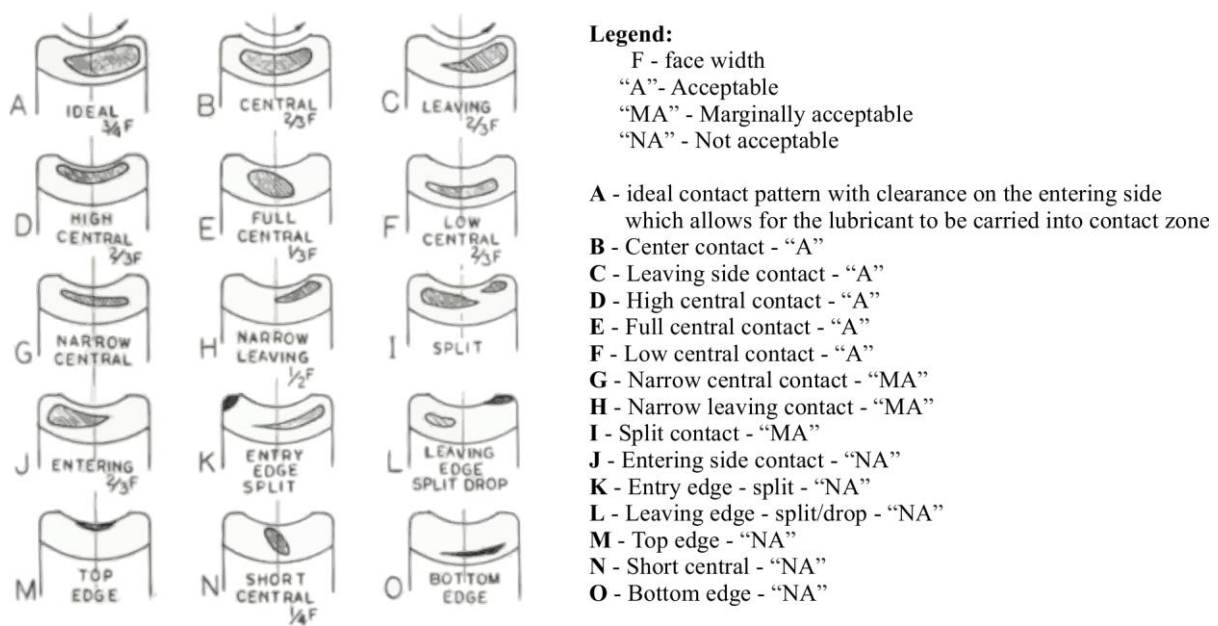 A IDEAL
3/4F
B CENTRAL
2/3F
C LEAVING
2/3F
D HIGH
CENTRAL
2/3F
E FULL
CENTRAL
1/3F
F LOW
CENTRAL
2/3F
G NARROW
CENTRAL
H NARROW
LEAVING
1/2F
I SPLIT
J ENTERING
2/3F
K ENTRY
EDGE
SPLIT
L LEAVING
EDGE
SPLIT DROP
M TOP
EDGE
N SHORT
CENTRAL
1/4F
O BOTTOM
EDGE
Legend:
F - face width
“A”- Acceptable
“MA” - Marginally acceptable
“NA” - Not acceptable
A - ideal contact pattern with clearance on the entering side
which allows for the lubricant to be carried into contact zone
B - Center contact - “A”
C - Leaving side contact - “A”
D - High central contact - “A”
E - Full central contact - “A”
F - Low central contact - “A”
G - Narrow central contact - “MA”
H - Narrow leaving contact - “MA”
I - Split contact - “MA”
J - Entering side contact - “NA”
K - Entry edge - split - “NA”
L - Leaving edge - split/drop - “NA”
M - Top edge - “NA”
N - Short central - “NA”
O - Bottom edge - “NA”